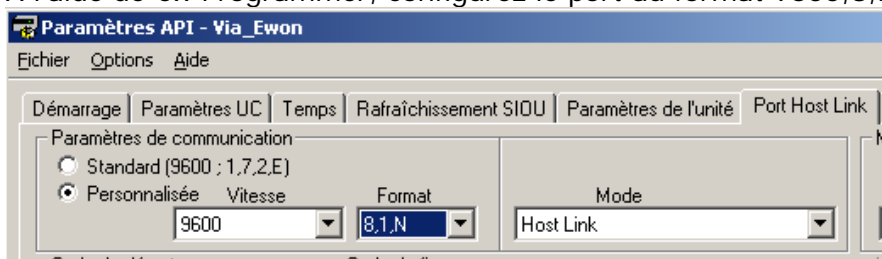 Paramètres API - Via_Ewon
Fichier Options Aide
Démarrage Paramètres UC Temps Rafraîchissement SIOU Paramètres de l'unité Port Host Link
Paramètres de communication
Standard (9600 ; 1,7,2,E)
Personnalisée Vitesse Format Mode
9600 8,1,N Host Link